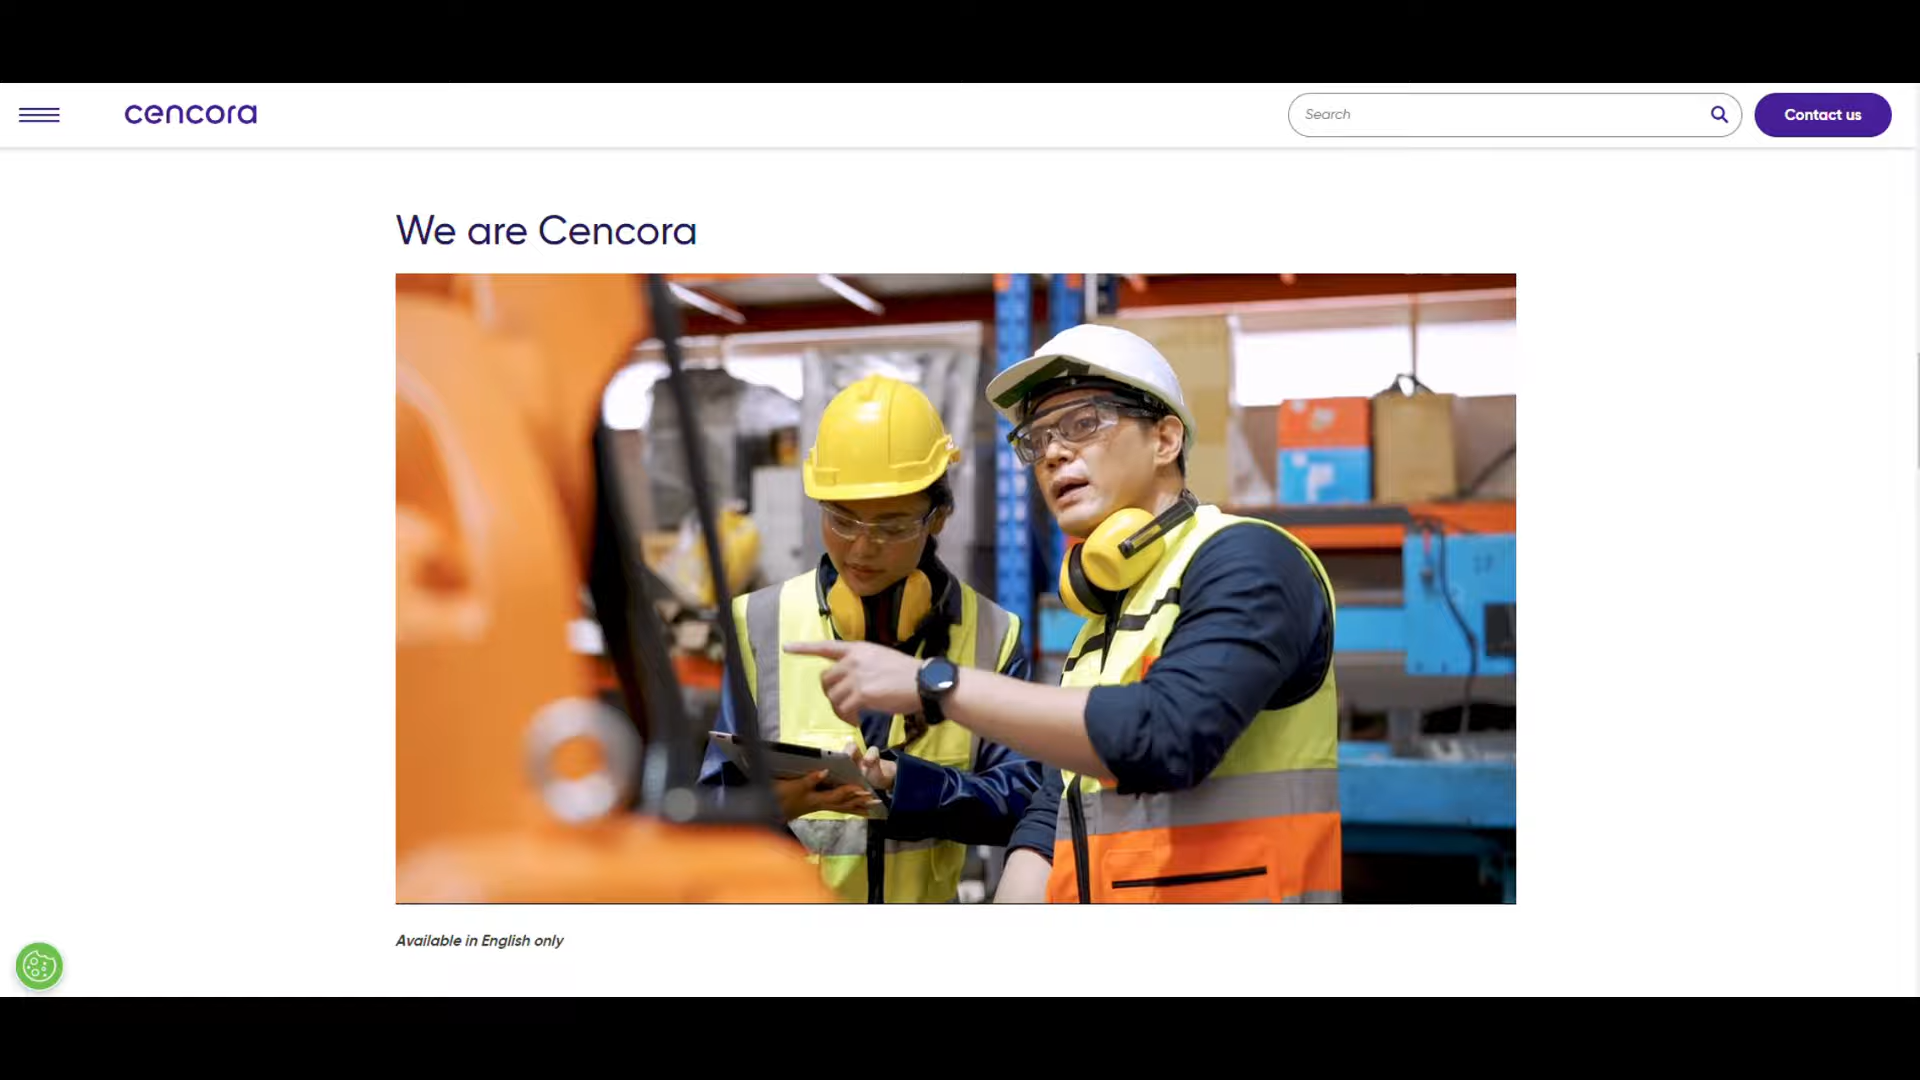 cencora
Search
Contact us
We are Cencora
Available in English only